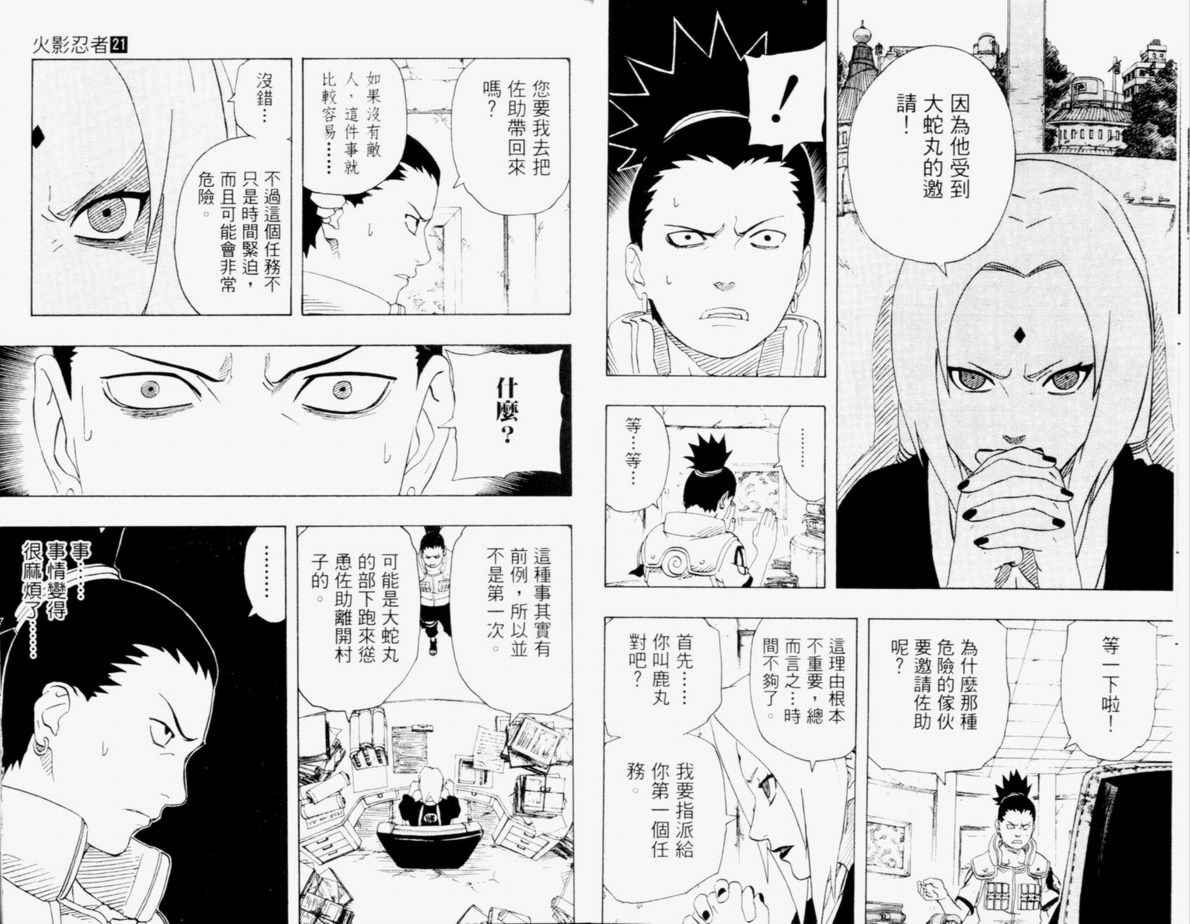 因為他受到
大蛇丸的邀
請！
！
等…等…
………
等一下啦！
為什麼那種
危險的傢伙
要邀請佐助
呢？
這理由根本
不重要，總
而言之…時
間不夠了。
首先……
你叫鹿丸
對吧？
我要指派給
你第一個任
務。
火影忍者21
您要我去把
佐助帶回來
嗎？
如果沒有敵
人，這件事就
比較容易……
沒錯…
不過這個任務不
只是時間緊迫，
而且可能會非常
危險。
什麼？
這種事其實有
前例，所以並
不是第一次
可能是大蛇丸
的部下跑來慫
恿佐助離開村
子的。
………
事……
事情變得
很麻煩了……